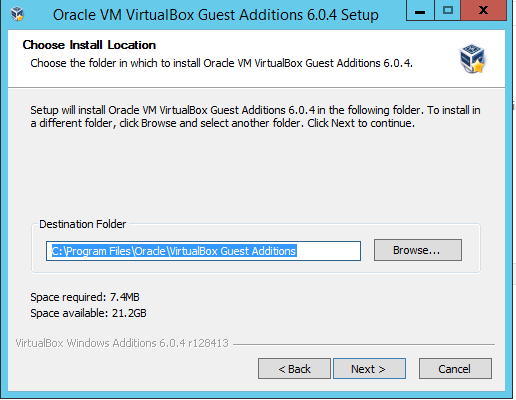 Oracle VM VirtualBox Guest Additions 6.0.4 Setup
Choose Install Location
Choose the folder in which to install Oracle VM VirtualBox Guest Additions 6.0.4.
Setup will install Oracle VM VirtualBox Guest Additions 6.0.4 in the following folder. To install in
a different folder, click Browse and select another folder. Click Next to continue.
Destination Folder
C:\Program Files\Oracle\VirtualBox Guest Additions
Browse...
Space required: 7.4MB
Space available: 21.2GB
VirtualBox Windows Additions 6.0.4 r128413
< Back
Next >
Cancel